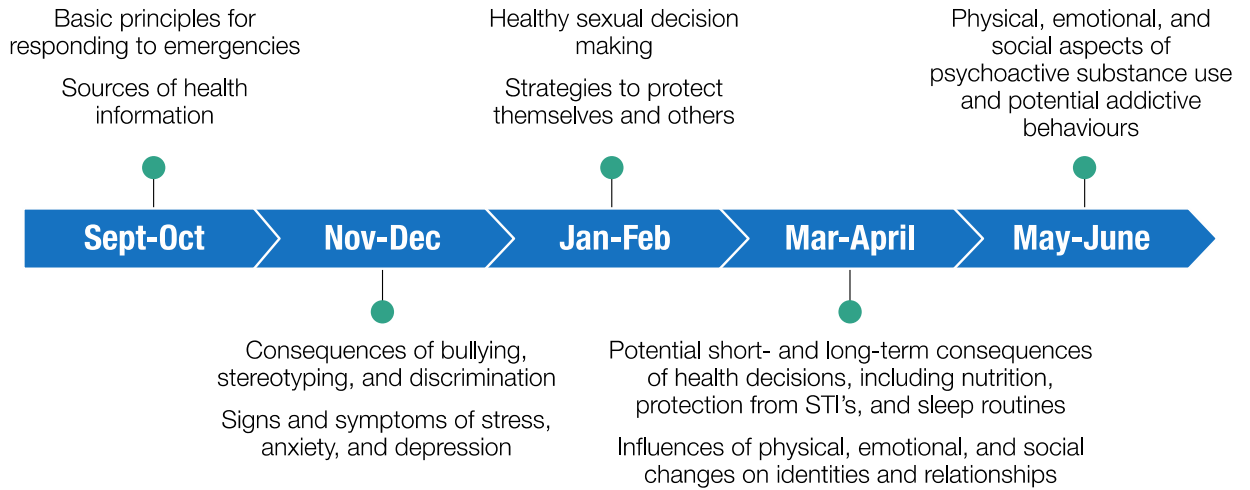 Basic principles for
responding to emergencies
Sources of health
information
Healthy sexual decision
making
Strategies to protect
themselves and others
Physical, emotional, and
social aspects of
psychoactive substance use
and potential addictive
behaviours
Sept-Oct
Nov-Dec
Jan-Feb
Mar-April
May-June
Consequences of bullying,
stereotyping, and discrimination
Signs and symptoms of stress,
anxiety, and depression
Potential short- and long-term consequences
of health decisions, including nutrition,
protection from STI's, and sleep routines
Influences of physical, emotional, and social
changes on identities and relationships